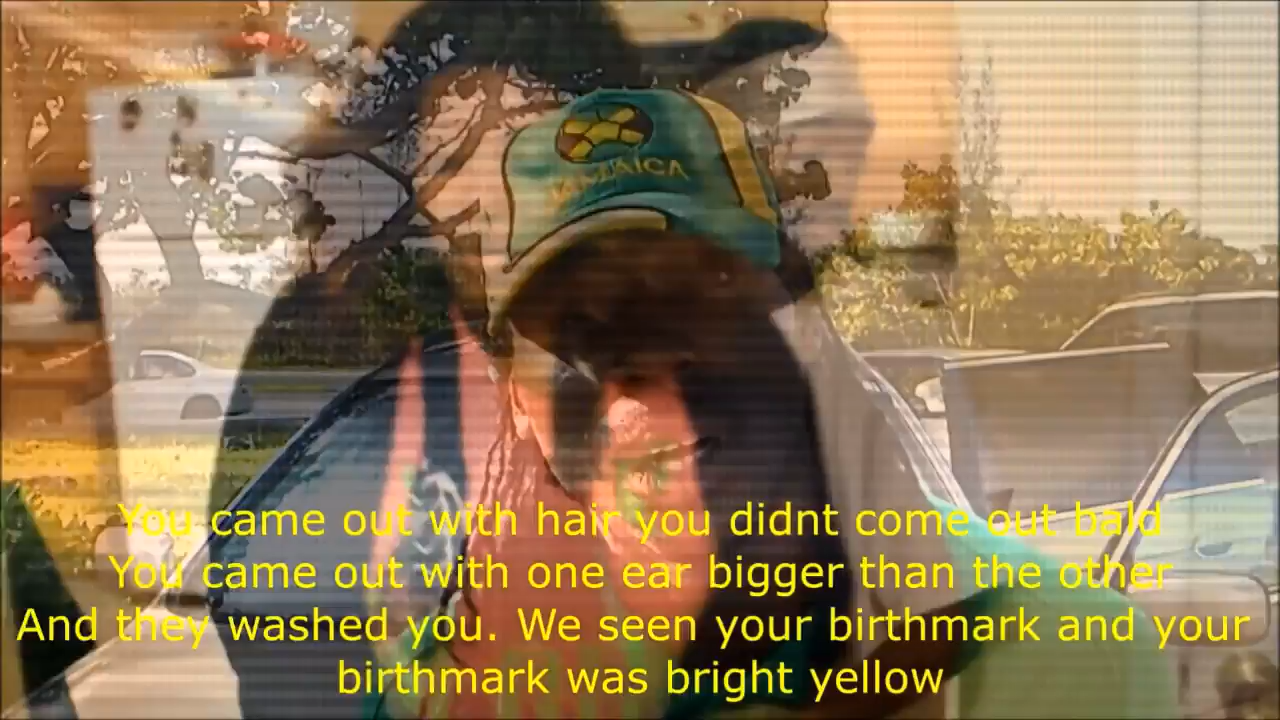 JAMAICA
You came out with hair you didnt come out bald
You came out with one ear bigger than the other
And they washed you. We seen your birthmark and your
birthmark was bright yellow